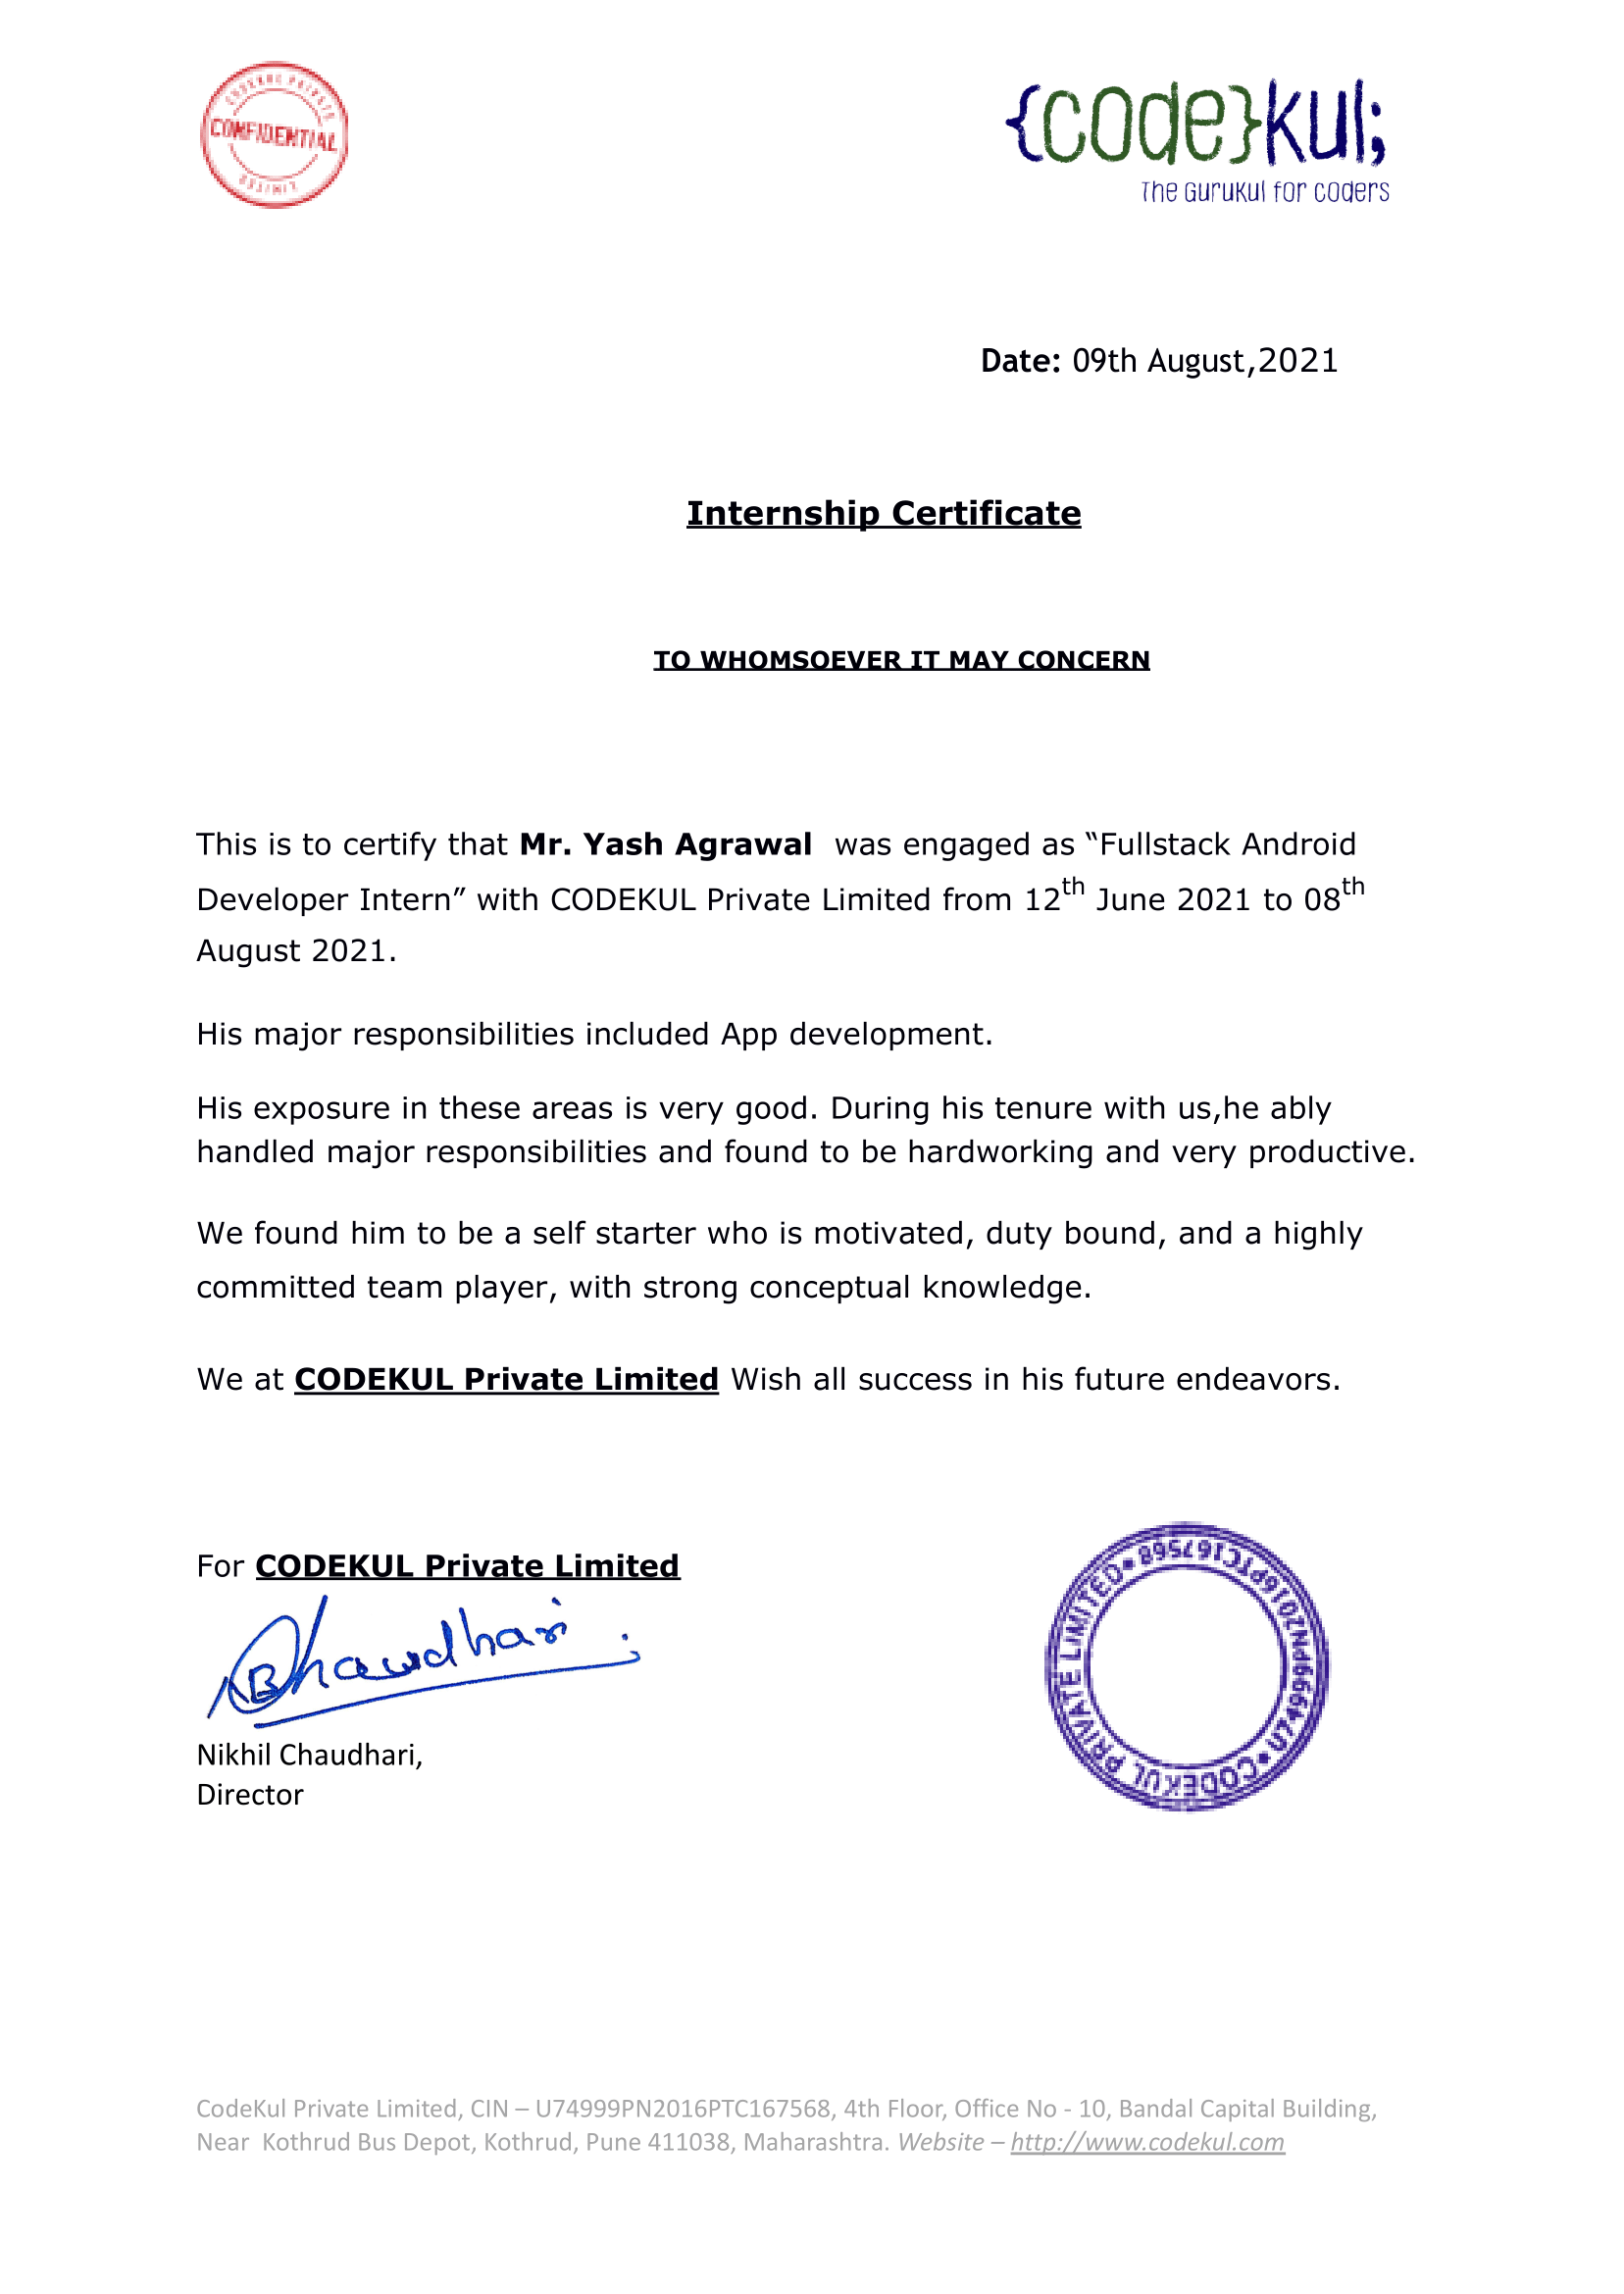 CODEKUL PRIVATE
CONFIDENTIAL
LIMITED
{code}kul;
The Gurukul for coders
Date: 09th August,2021
Internship Certificate
TO WHOMSOEVER IT MAY CONCERN
This is to certify that Mr. Yash Agrawal was engaged as “Fullstack Android
Developer Intern” with CODEKUL Private Limited from 12th June 2021 to 08th
August 2021.
His major responsibilities included App development.
His exposure in these areas is very good. During his tenure with us,he ably
handled major responsibilities and found to be hardworking and very productive.
We found him to be a self starter who is motivated, duty bound, and a highly
committed team player, with strong conceptual knowledge.
We at CODEKUL Private Limited Wish all success in his future endeavors.
For CODEKUL Private Limited
NBChaudhari
Nikhil Chaudhari,
Director
CODEKUL PRIVATE LIMITED • U74999PN2016PTC167568 •
CodeKul Private Limited, CIN – U74999PN2016PTC167568, 4th Floor, Office No - 10, Bandal Capital Building,
Near Kothrud Bus Depot, Kothrud, Pune 411038, Maharashtra. Website – http://www.codekul.com